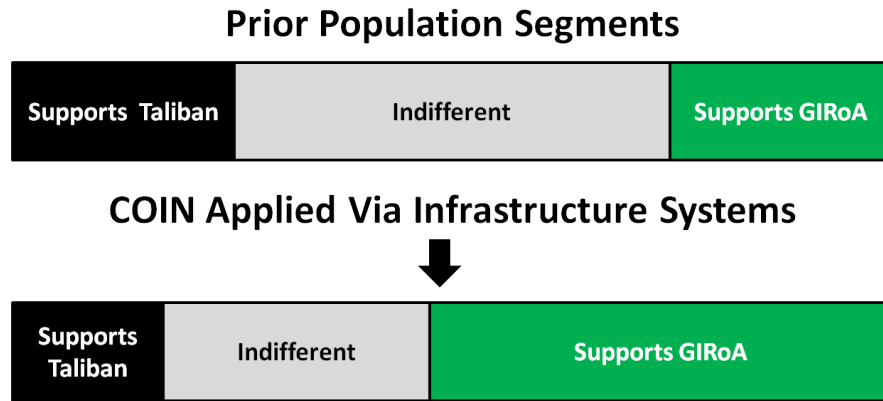 Prior Population Segments
Supports Taliban
Indifferent
Supports GIRoA
COIN Applied Via Infrastructure Systems
Supports
Taliban
Indifferent
Supports GIRoA